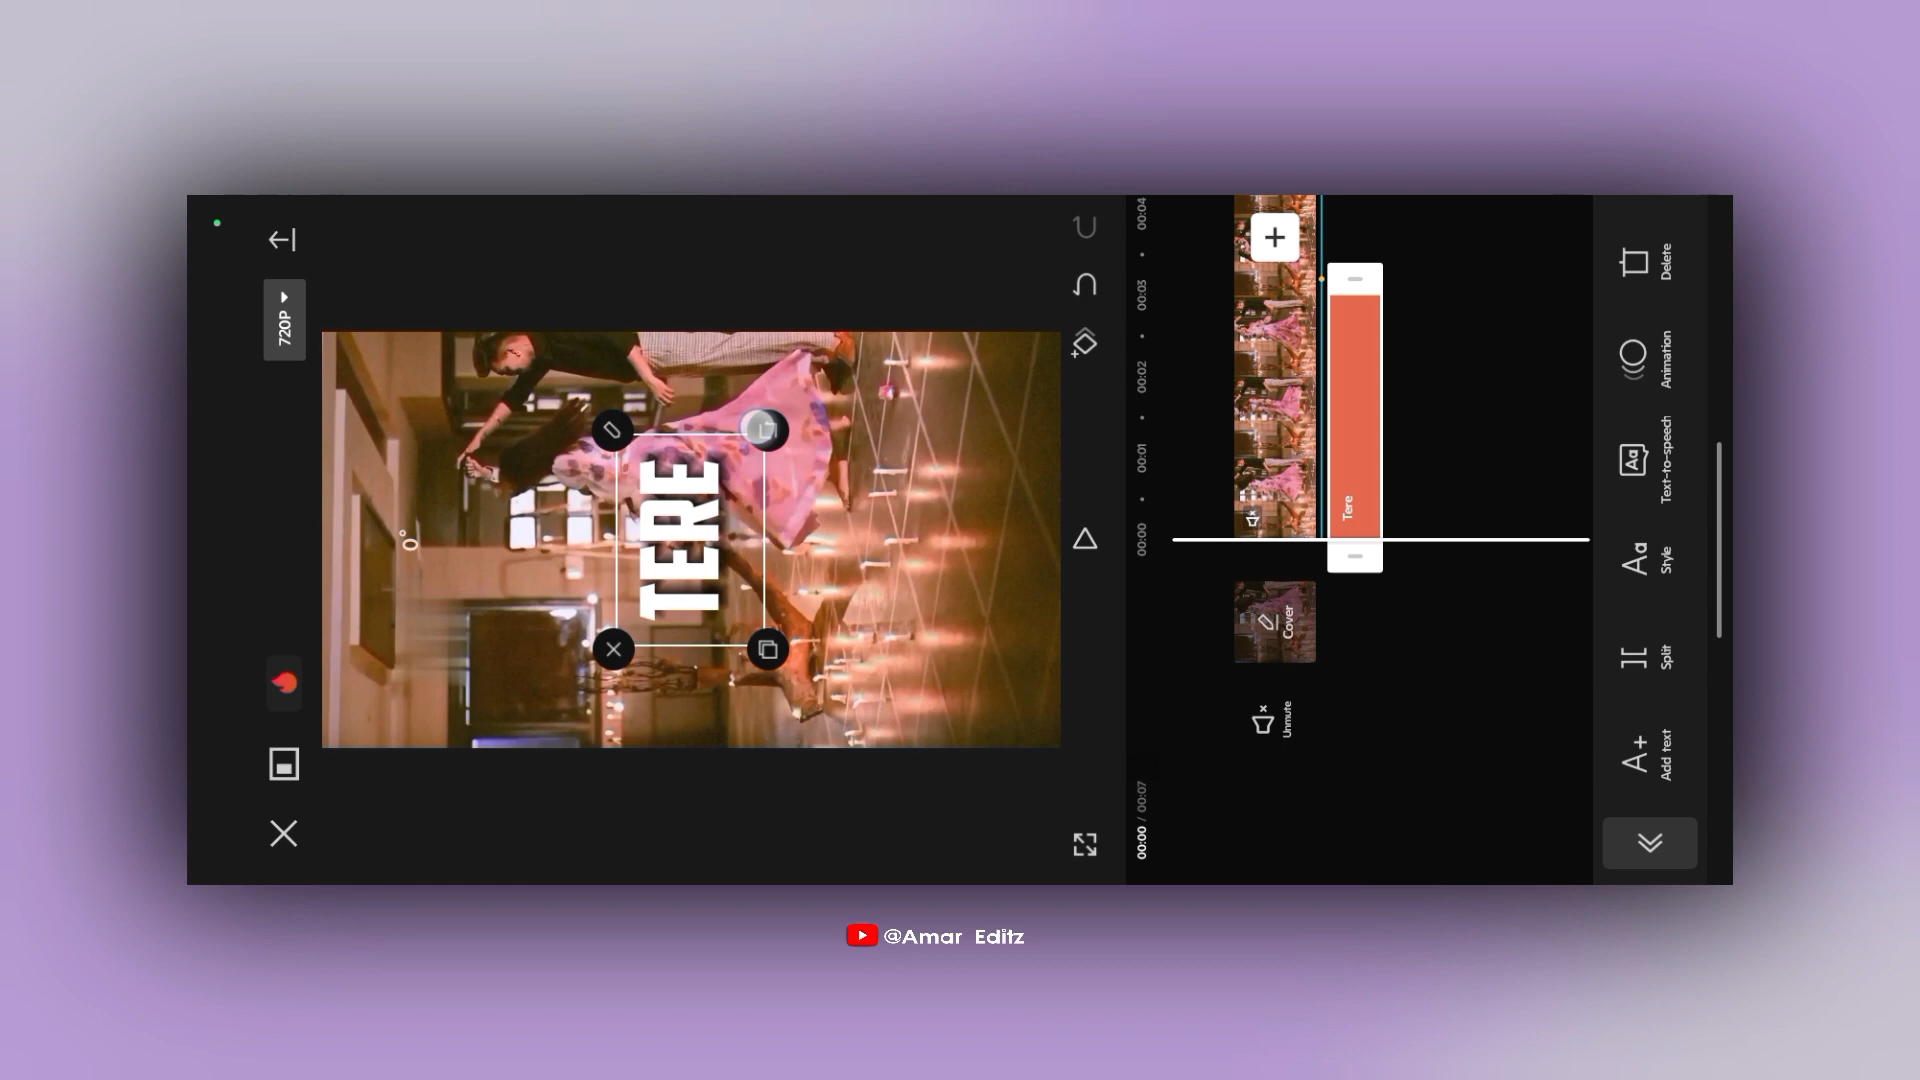 720P
0°
TERE
00:00 / 00:07
00:00
00:01
00:02
00:03
00:04
Unmute
Cover
Tere
Add text
Split
Style
Text-to-speech
Animation
Delete
@Amar Editz